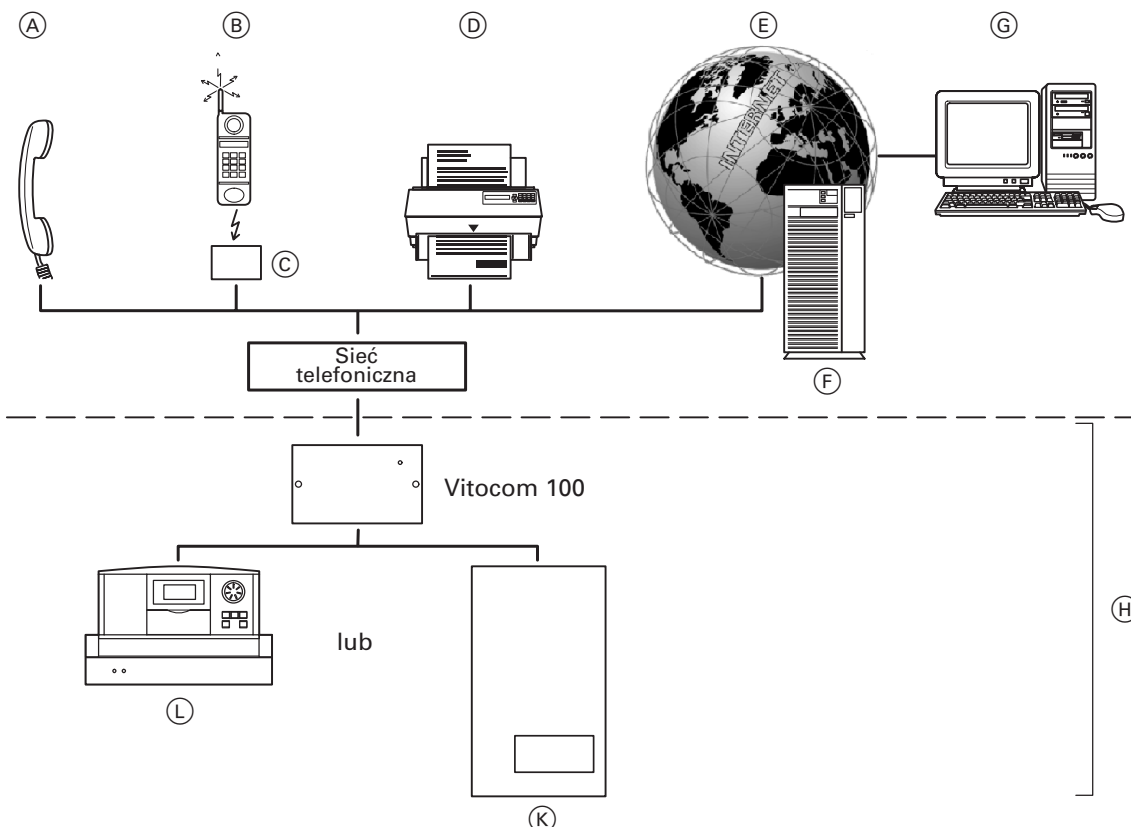 A
B
D
E
G
INTERNET
C
Sieć
telefoniczna
F
Vitocom 100
H
lub
L
K